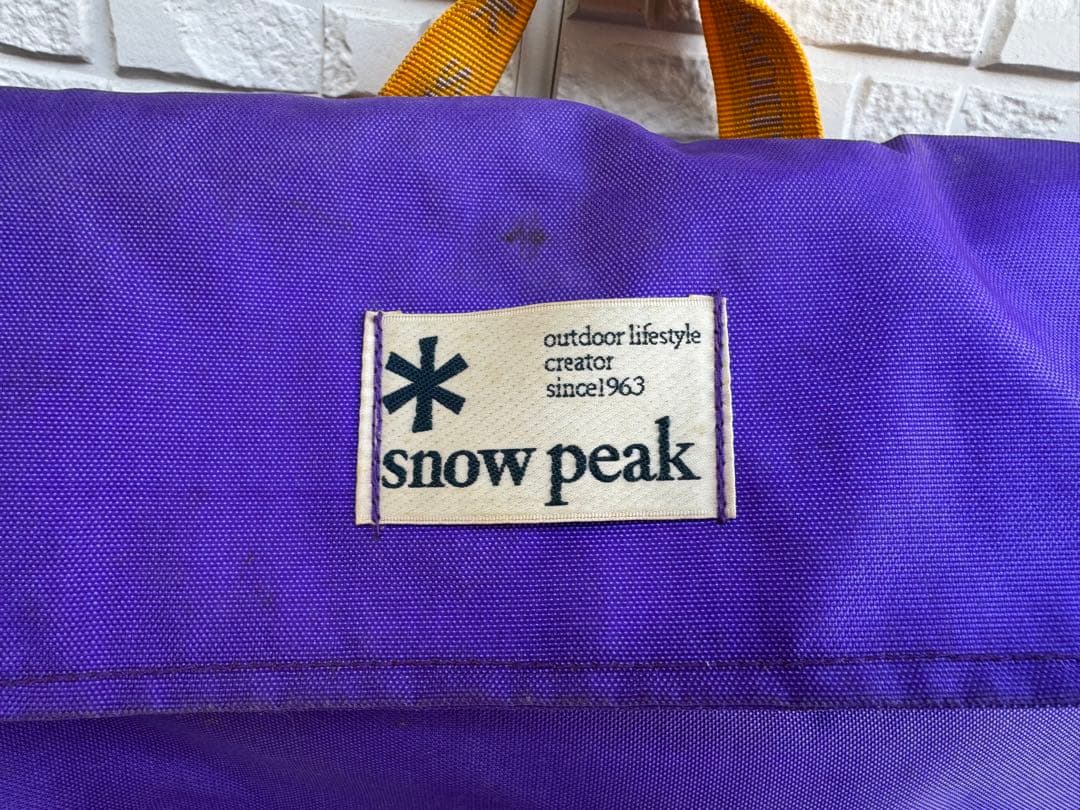 outdoor lifestyle
creator
since1963
snow peak